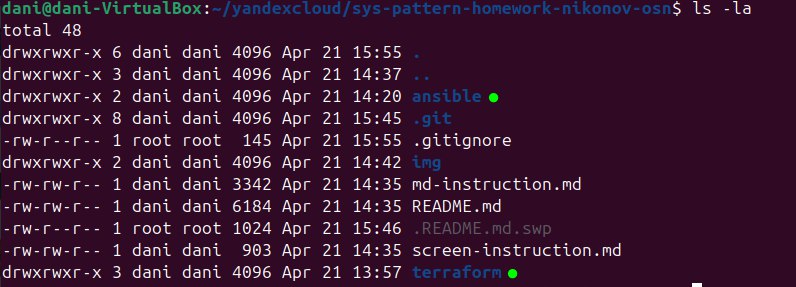 dani@dani-VirtualBox:~/yandexcloud/sys-pattern-homework-nikonov-osn$ ls -la
total 48
drwxrwxr-x 6 dani dani 4096 Apr 21 15:55 .
drwxrwxr-x 3 dani dani 4096 Apr 21 14:37 ..
drwxrwxr-x 2 dani dani 4096 Apr 21 14:20 ansible
drwxrwxr-x 8 dani dani 4096 Apr 21 15:45 .git
-rw-r--r-- 1 root root  145 Apr 21 15:55 .gitignore
drwxrwxr-x 2 dani dani 4096 Apr 21 14:42 img
-rw-rw-r-- 1 dani dani 3342 Apr 21 14:35 md-instruction.md
-rw-rw-r-- 1 dani dani 6184 Apr 21 14:35 README.md
-rw-r--r-- 1 root root 1024 Apr 21 15:46 .README.md.swp
-rw-rw-r-- 1 dani dani  903 Apr 21 14:35 screen-instruction.md
drwxrwxr-x 3 dani dani 4096 Apr 21 13:57 terraform